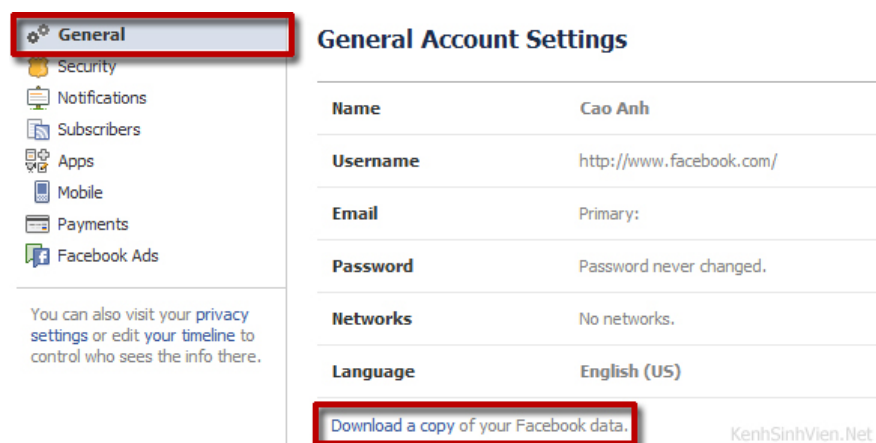 General
Security
Notifications
Subscribers
Apps
Mobile
Payments
Facebook Ads
You can also visit your privacy
settings or edit your timeline to
control who sees the info there.
General Account Settings
Name Cao Anh
Username http://www.facebook.com/
Email Primary:
Password Password never changed.
Networks No networks.
Language English (US)
Download a copy of your Facebook data.
KenhSinhVien.Net